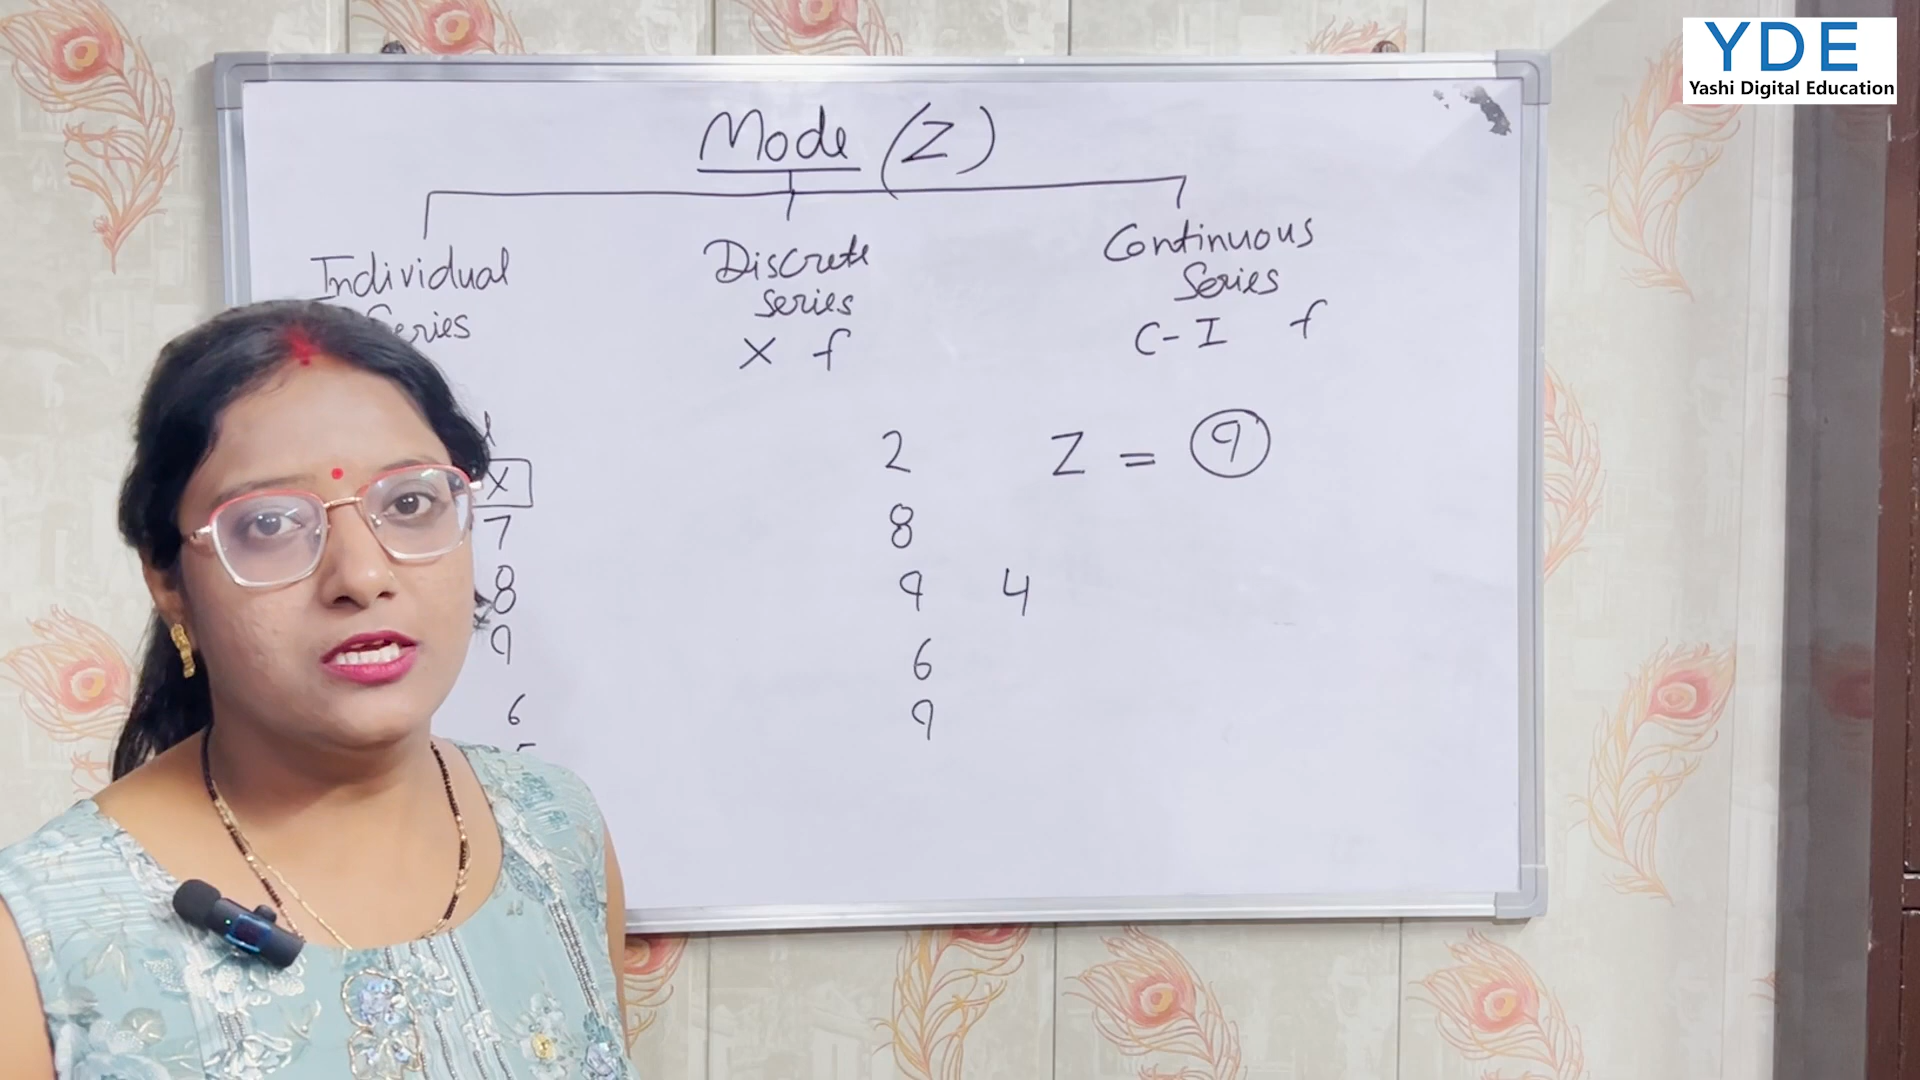 YDE
Yashi Digital Education
Mode (Z)
Individual
Series
Discrete
series
X f
Continuous
Series
C-I f
X
7
8
9
6
2
8
9 4
6
9
Z = 9